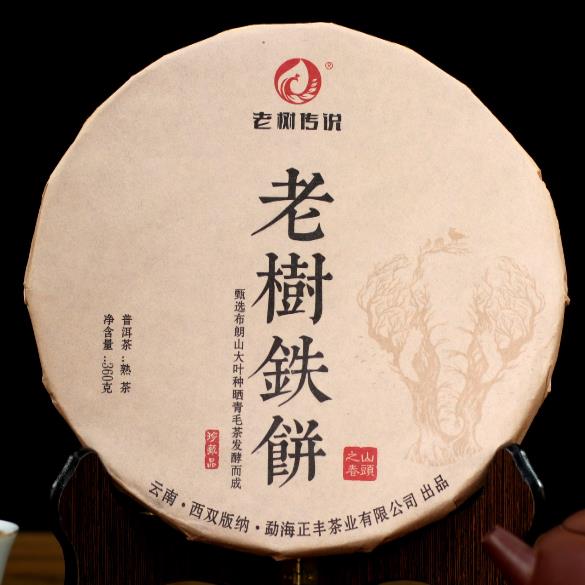 ®
老树传说
老樹鉄餅
甄选布朗山大叶种晒青毛茶发酵而成
普洱茶..熟 茶
净含量..360克
珍藏品
山頭
之春
云南·西双版纳·勐海正丰茶业有限公司 出品